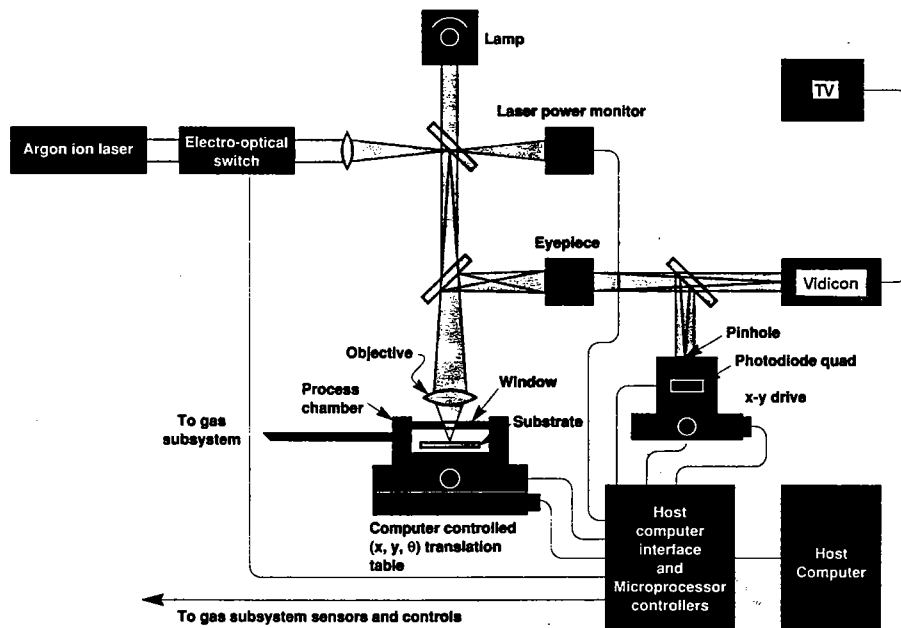 Lamp
TV
Laser power monitor
Argon ion laser
Electro-optical
switch
Eyepiece
Vidicon
Pinhole
Photodiode quad
x-y drive
Objective
Window
Process
chamber
Substrate
To gas
subsystem
Computer controlled
(x, y, θ) translation
table
Host
computer
interface
and
Microprocessor
controllers
Host
Computer
To gas subsystem sensors and controls